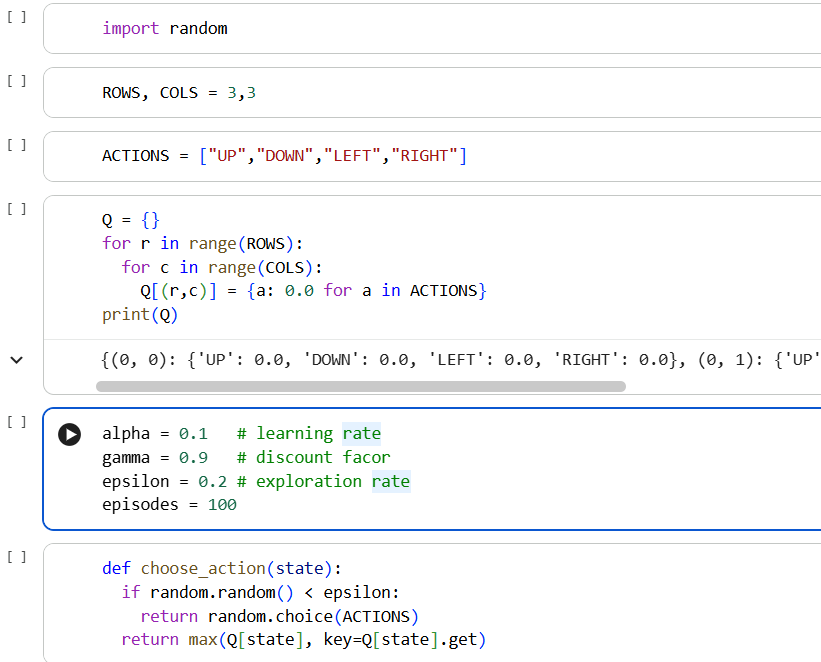 [ ]
import random
[ ]
ROWS, COLS = 3,3
[ ]
ACTIONS = ["UP","DOWN","LEFT","RIGHT"]
[ ]
Q = {}
for r in range(ROWS):
  for c in range(COLS):
    Q[(r,c)] = {a: 0.0 for a in ACTIONS}
print(Q)
{(0, 0): {'UP': 0.0, 'DOWN': 0.0, 'LEFT': 0.0, 'RIGHT': 0.0}, (0, 1): {'UP'
[ ]
alpha = 0.1   # learning rate
gamma = 0.9   # discount facor
epsilon = 0.2 # exploration rate
episodes = 100
[ ]
def choose_action(state):
  if random.random() < epsilon:
    return random.choice(ACTIONS)
  return max(Q[state], key=Q[state].get)